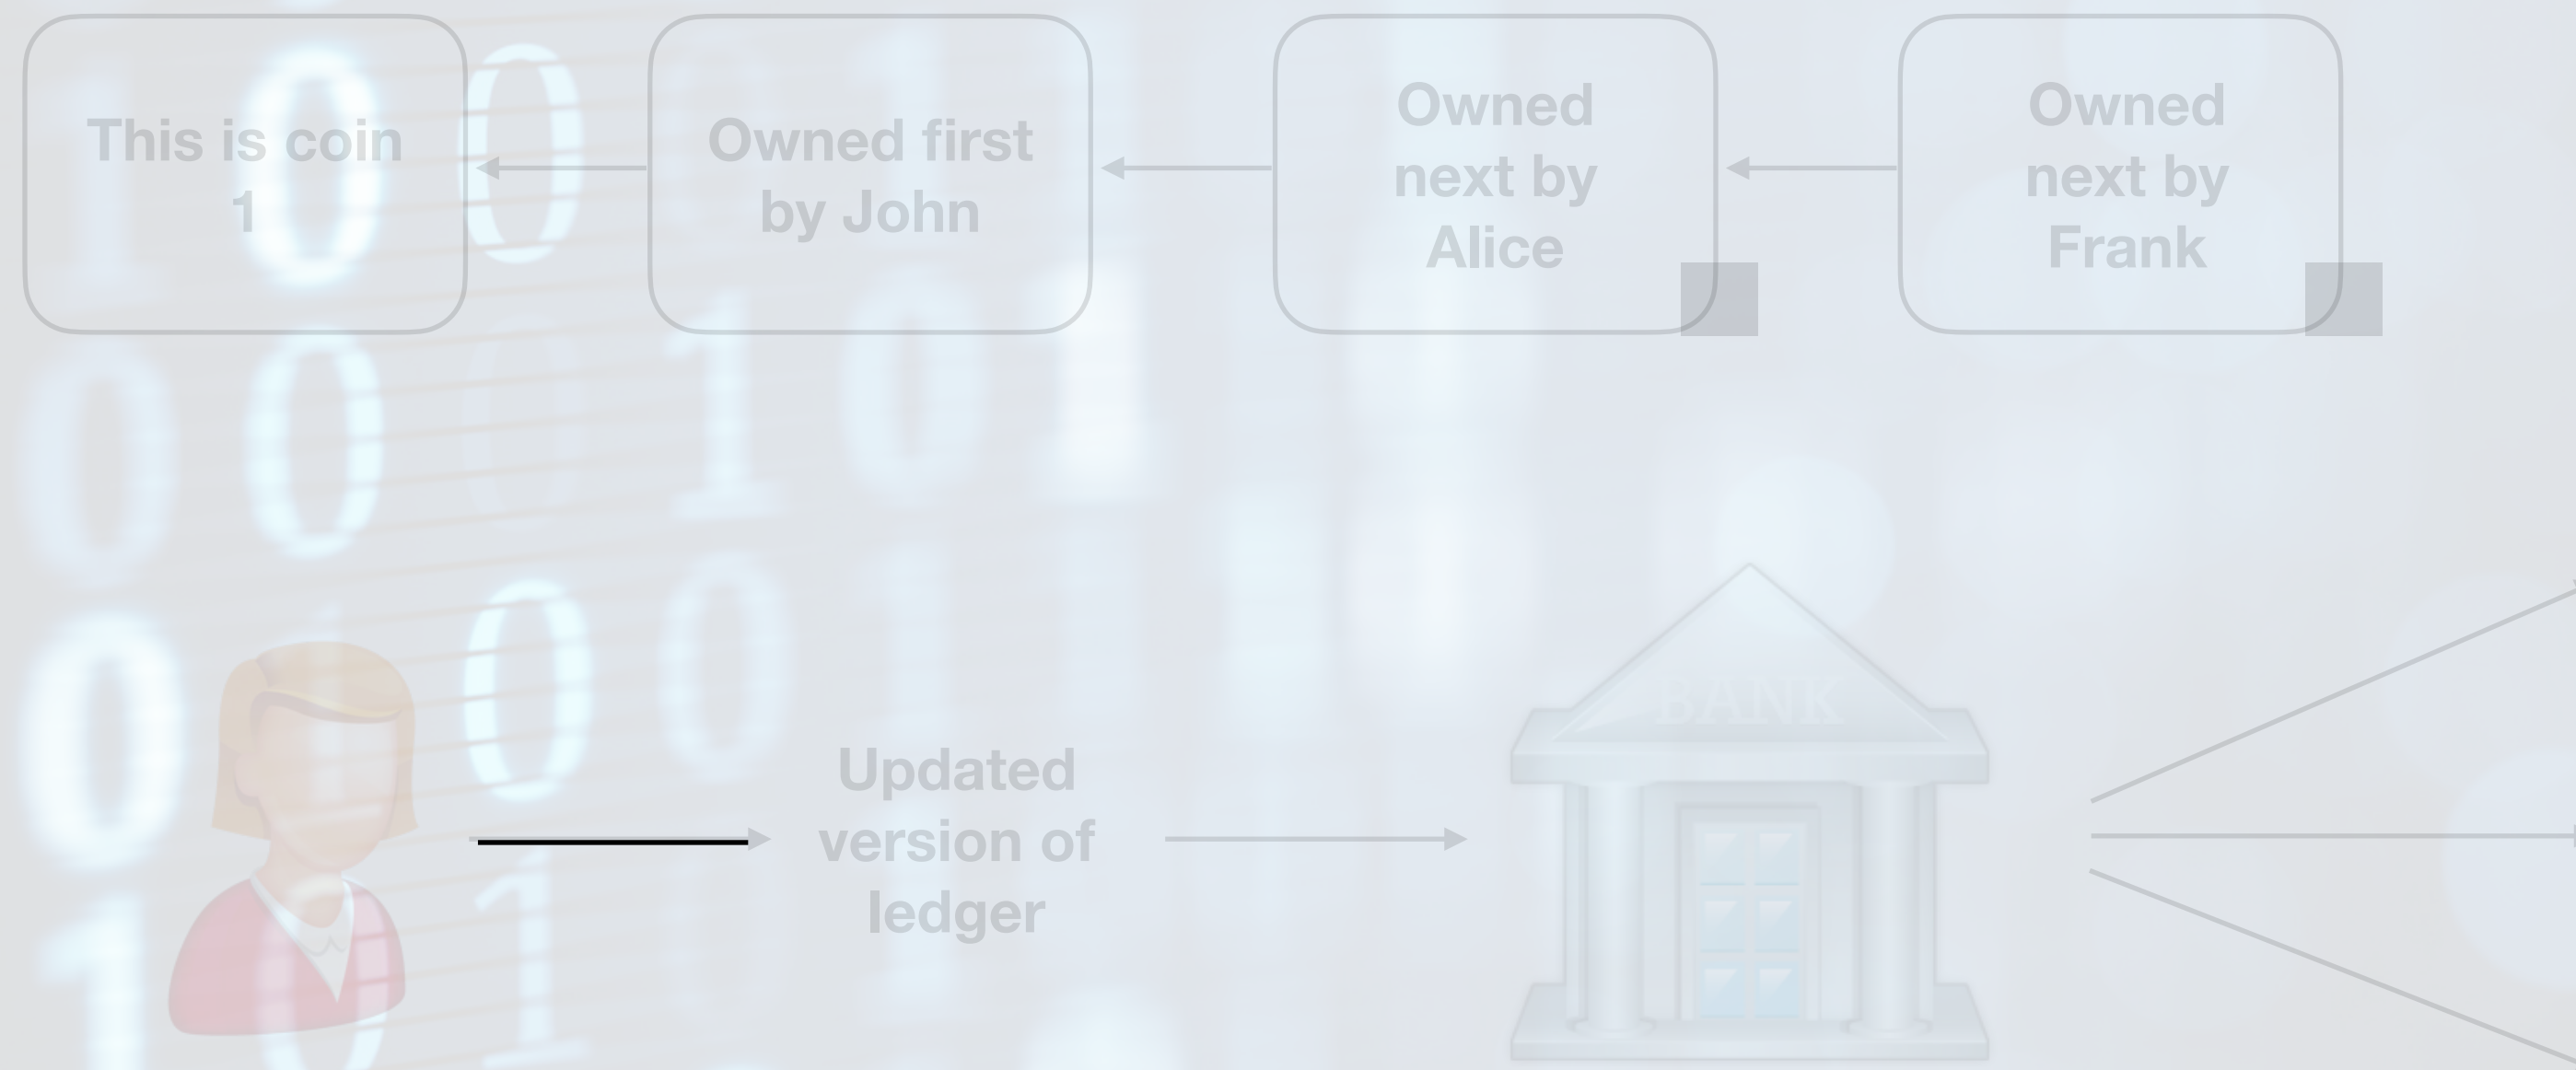 This is coin
1
Owned first
by John
Owned
next by
Alice
Owned
next by
Frank
Updated
version of
ledger
BANK